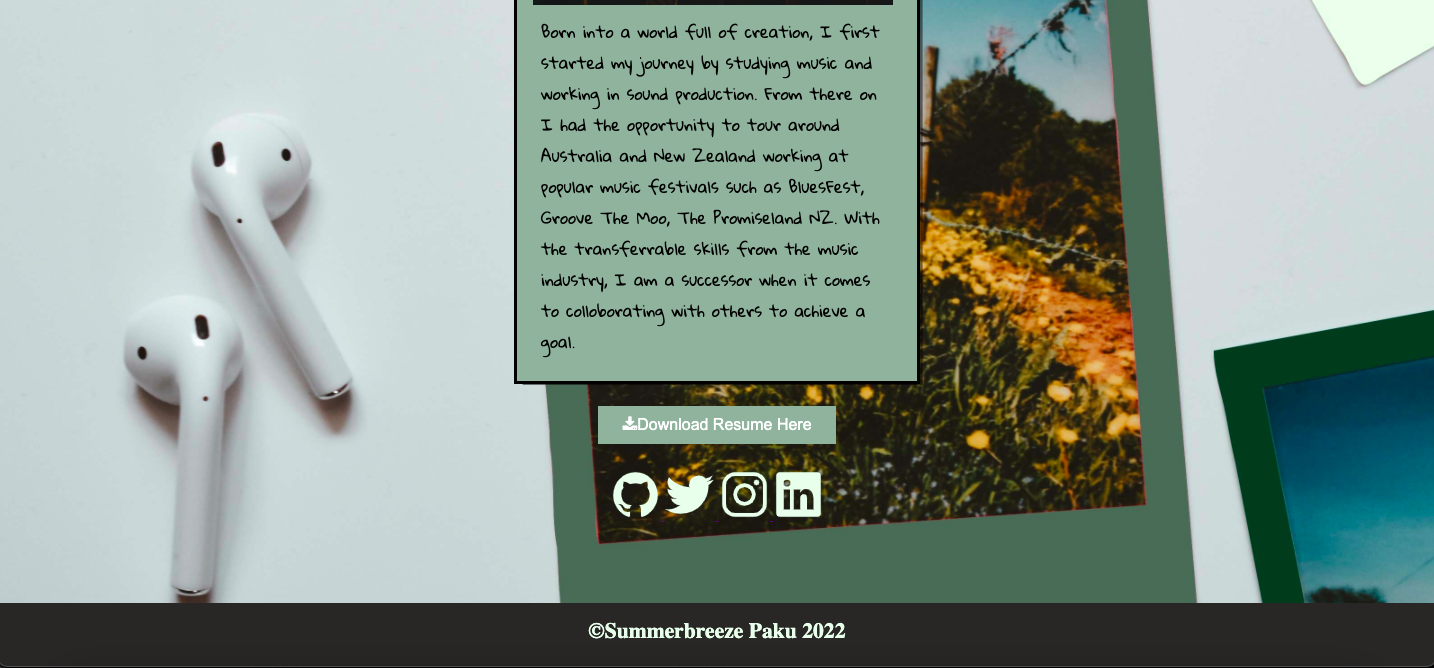 Born into a world full of creation, I first
started my journey by studying music and
working in sound production. From there on
I had the opportunity to tour around
Australia and New Zealand working at
popular music festivals such as BluesFest,
Groove The Moo, The Promiseland NZ. With
the transferrable skills from the music
industry, I am a successor when it comes
to colloborating with others to achieve a
goal.
Download Resume Here
in
©Summerbreeze Paku 2022